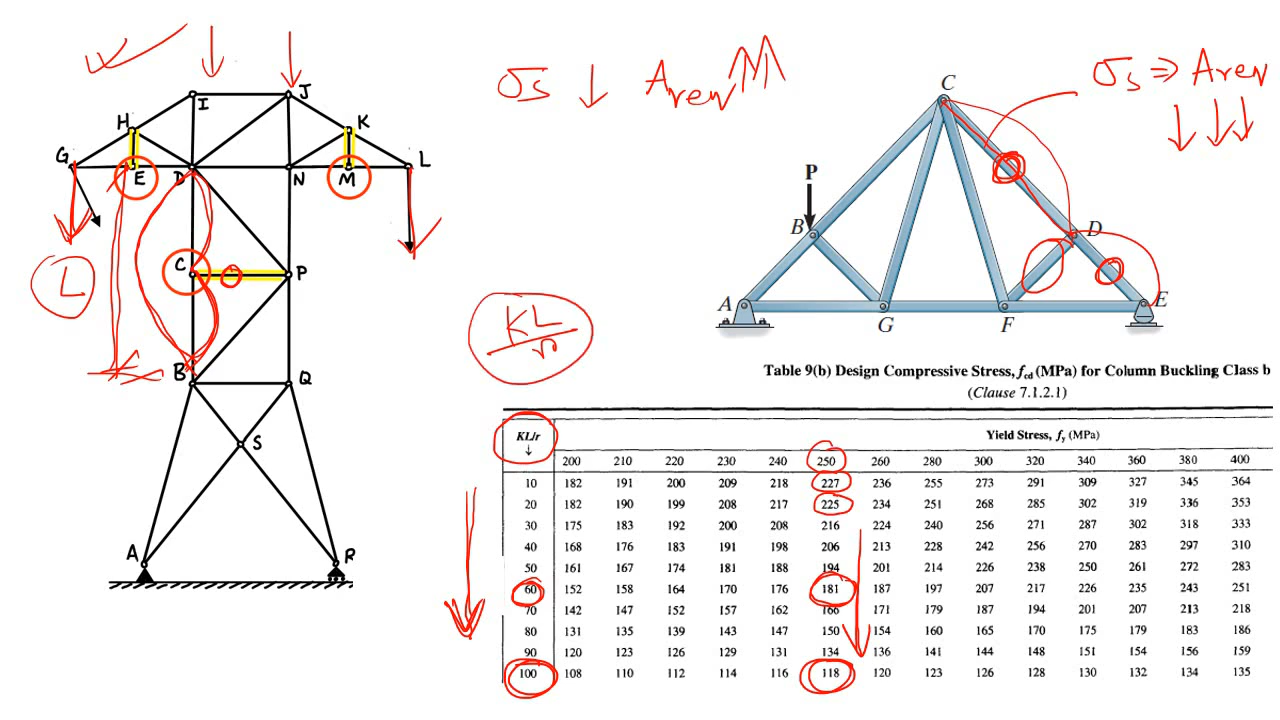 I
J
H
K
G
L
E
D
N
M
C
P
B
Q
S
A
R
L
σs ↓ Areq ↑↑↑
KL/r
σs ⇒ Areq
↓ ↓ ↓
C
P
B
D
A
G
F
E
Table 9(b) Design Compressive Stress, fcd (MPa) for Column Buckling Class b
(Clause 7.1.2.1)
KL/r Yield Stress, fy (MPa)
↓ 200 210 220 230 240 250 260 280 300 320 340 360 380 400
10 182 191 200 209 218 227 236 255 273 291 309 327 345 364
20 182 190 199 208 217 225 234 251 268 285 302 319 336 353
30 175 183 192 200 208 216 224 240 256 271 287 302 318 333
40 168 176 183 191 198 206 213 228 242 256 270 283 297 310
50 161 167 174 181 188 194 201 214 226 238 250 261 272 283
60 152 158 164 170 176 181 187 197 207 217 226 235 243 251
70 142 147 152 157 162 166 171 179 187 194 201 207 213 218
80 131 135 139 143 147 150 154 160 165 170 175 179 183 186
90 120 123 126 129 131 134 136 141 144 148 151 154 156 159
100 108 110 112 114 116 118 120 123 126 128 130 132 134 135